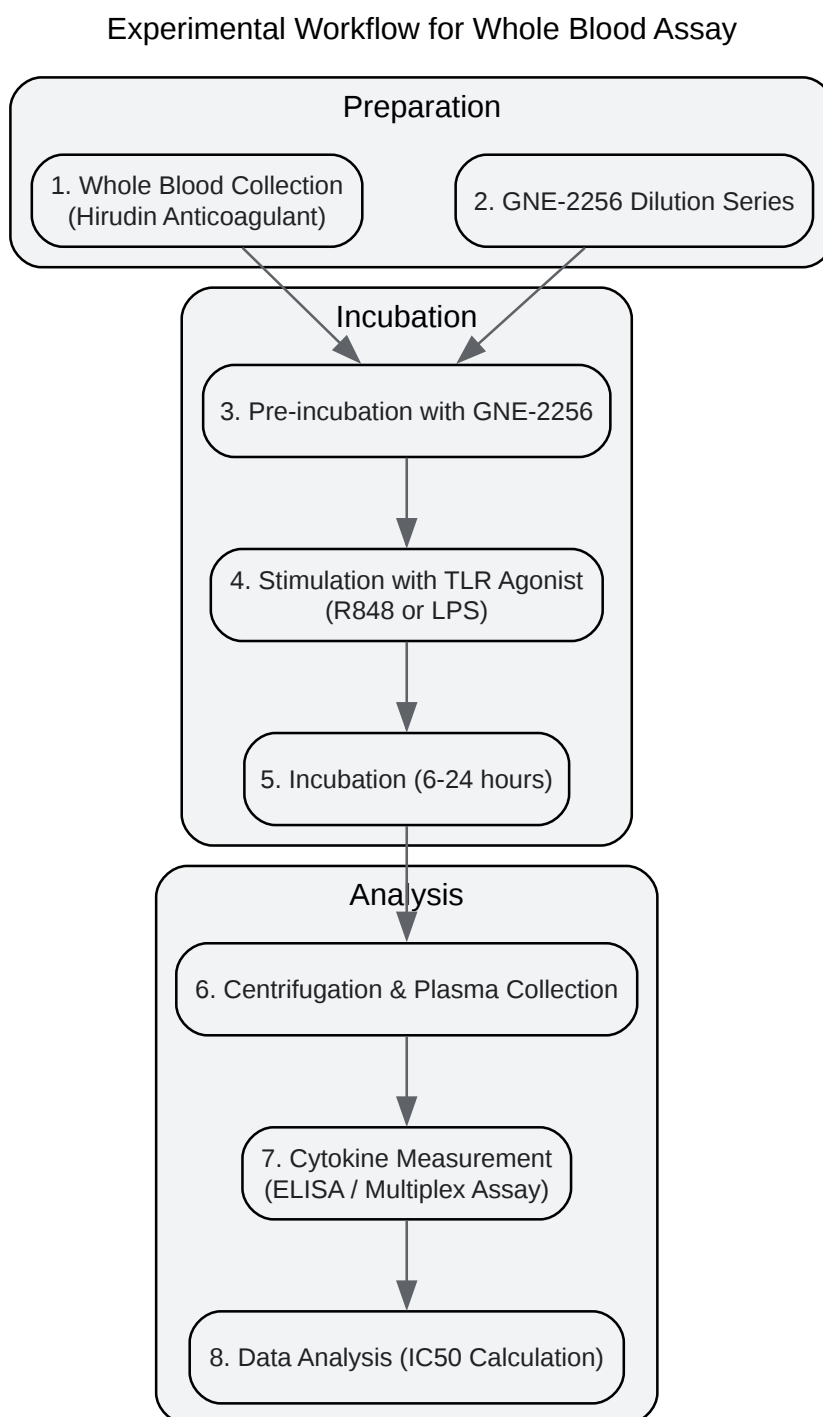 Experimental Workflow for Whole Blood Assay
Preparation
1. Whole Blood Collection
(Hirudin Anticoagulant)
2. GNE-2256 Dilution Series
Incubation
3. Pre-incubation with GNE-2256
4. Stimulation with TLR Agonist
(R848 or LPS)
5. Incubation (6-24 hours)
Analysis
6. Centrifugation & Plasma Collection
7. Cytokine Measurement
(ELISA / Multiplex Assay)
8. Data Analysis (IC50 Calculation)